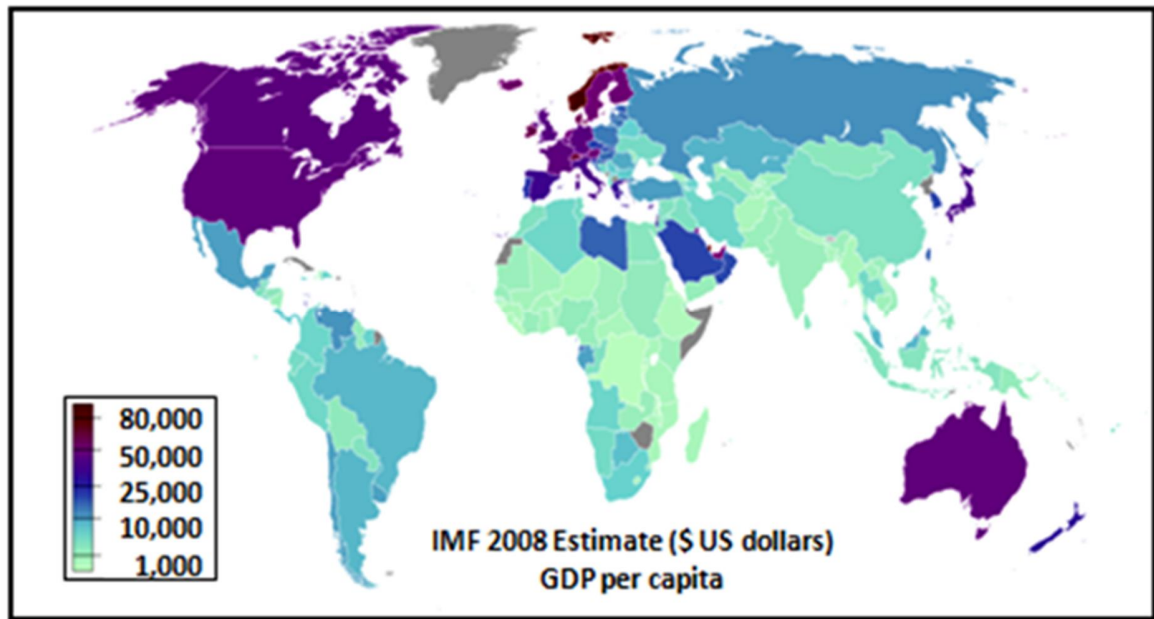 80,000
50,000
25,000
10,000
1,000
IMF 2008 Estimate ($ US dollars)
GDP per capita